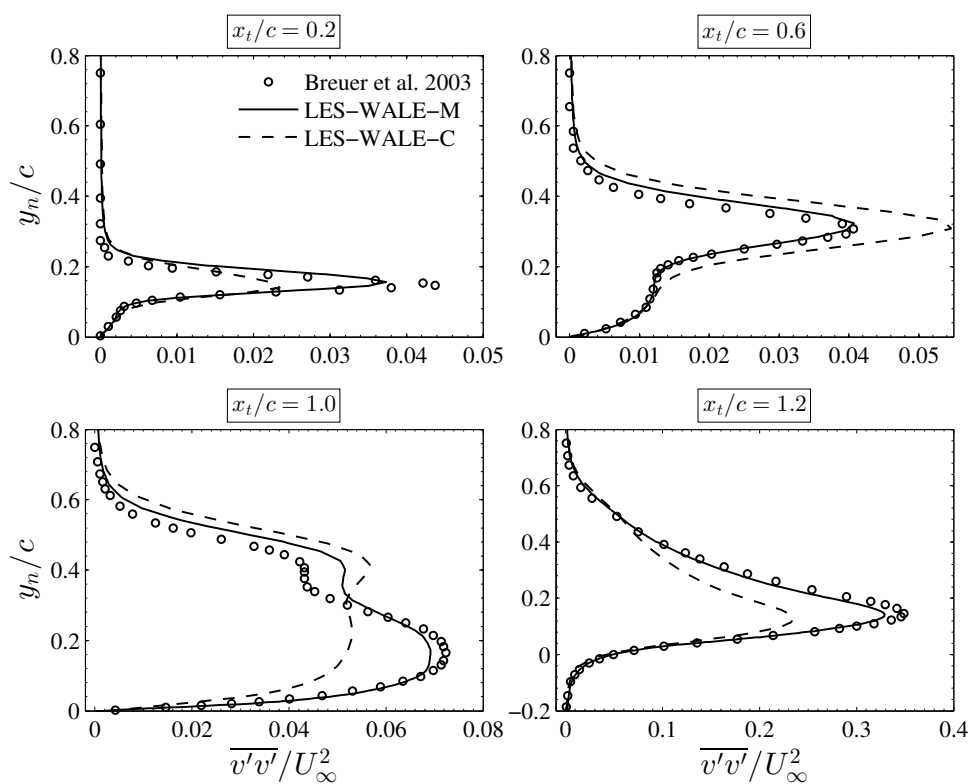 x_t/c = 0.2
x_t/c = 0.6
0.8
0.6
0.4
0.2
0
y_n/c
Breuer et al. 2003
LES−WALE−M
LES−WALE−C
0 0.01 0.02 0.03 0.04 0.05
0.8
0.6
0.4
0.2
0
0 0.01 0.02 0.03 0.04 0.05
x_t/c = 1.0
x_t/c = 1.2
0.8
0.6
0.4
0.2
0
y_n/c
0 0.02 0.04 0.06 0.08
\overline{v'v'}/U_∞^2
0.8
0.6
0.4
0.2
0
−0.2
0 0.1 0.2 0.3 0.4
\overline{v'v'}/U_∞^2